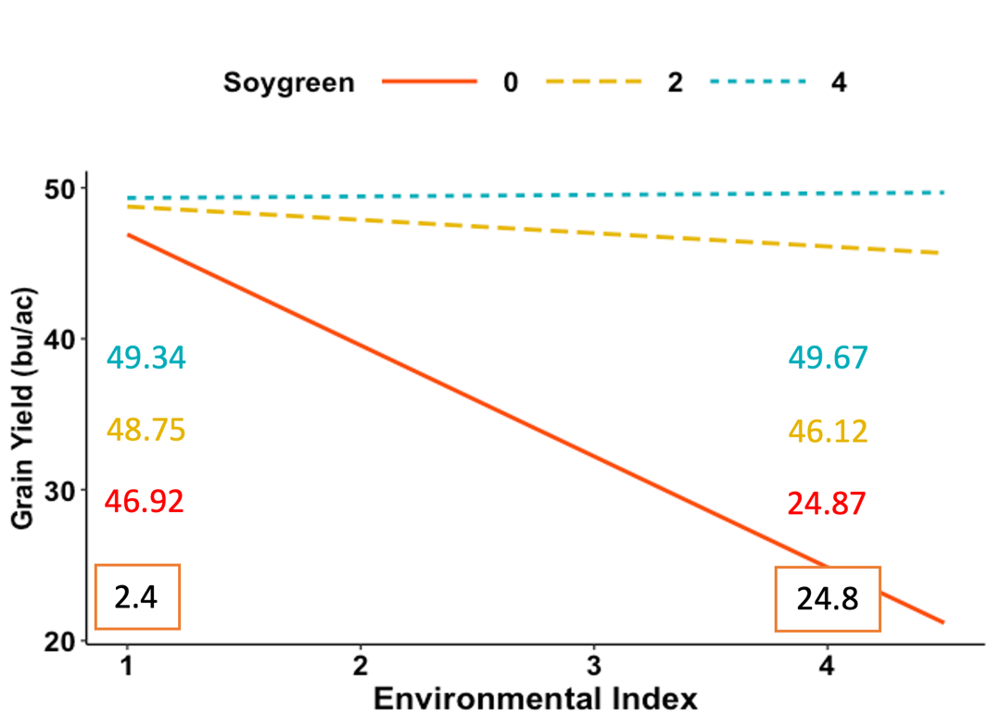 Soygreen 0 2 4
50
40
30
20
49.34 49.67
48.75 46.12
46.92 24.87
2.4 24.8
1 2 3 4
Environmental Index
Grain Yield (bu/ac)